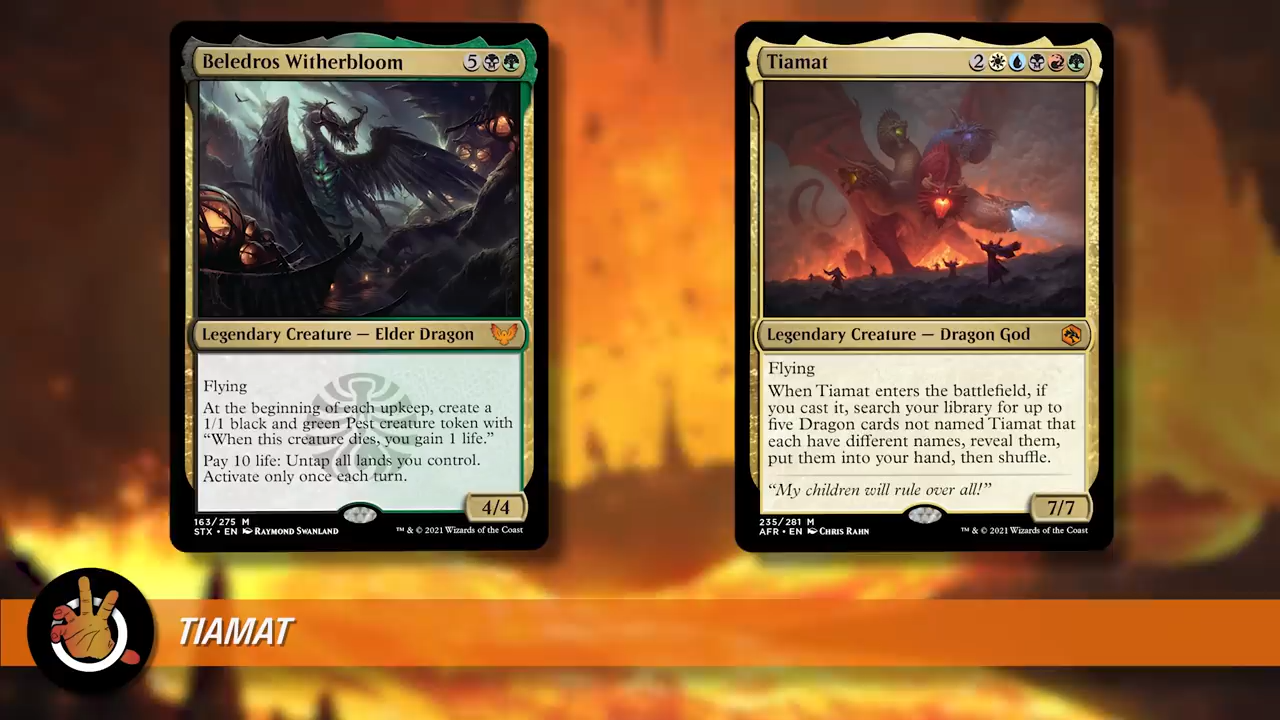 Beledros Witherbloom 5
Legendary Creature — Elder Dragon
Flying
At the beginning of each upkeep, create a
1/1 black and green Pest creature token with
“When this creature dies, you gain 1 life.”
Pay 10 life: Untap all lands you control.
Activate only once each turn.
4/4
163/275 M
STX • EN Raymond Swanland
™ & © 2021 Wizards of the Coast
Tiamat 2
Legendary Creature — Dragon God
Flying
When Tiamat enters the battlefield, if
you cast it, search your library for up to
five Dragon cards not named Tiamat that
each have different names, reveal them,
put them into your hand, then shuffle.
“My children will rule over all!”
7/7
235/281 M
AFR • EN Chris Rahn
™ & © 2021 Wizards of the Coast
TIAMAT